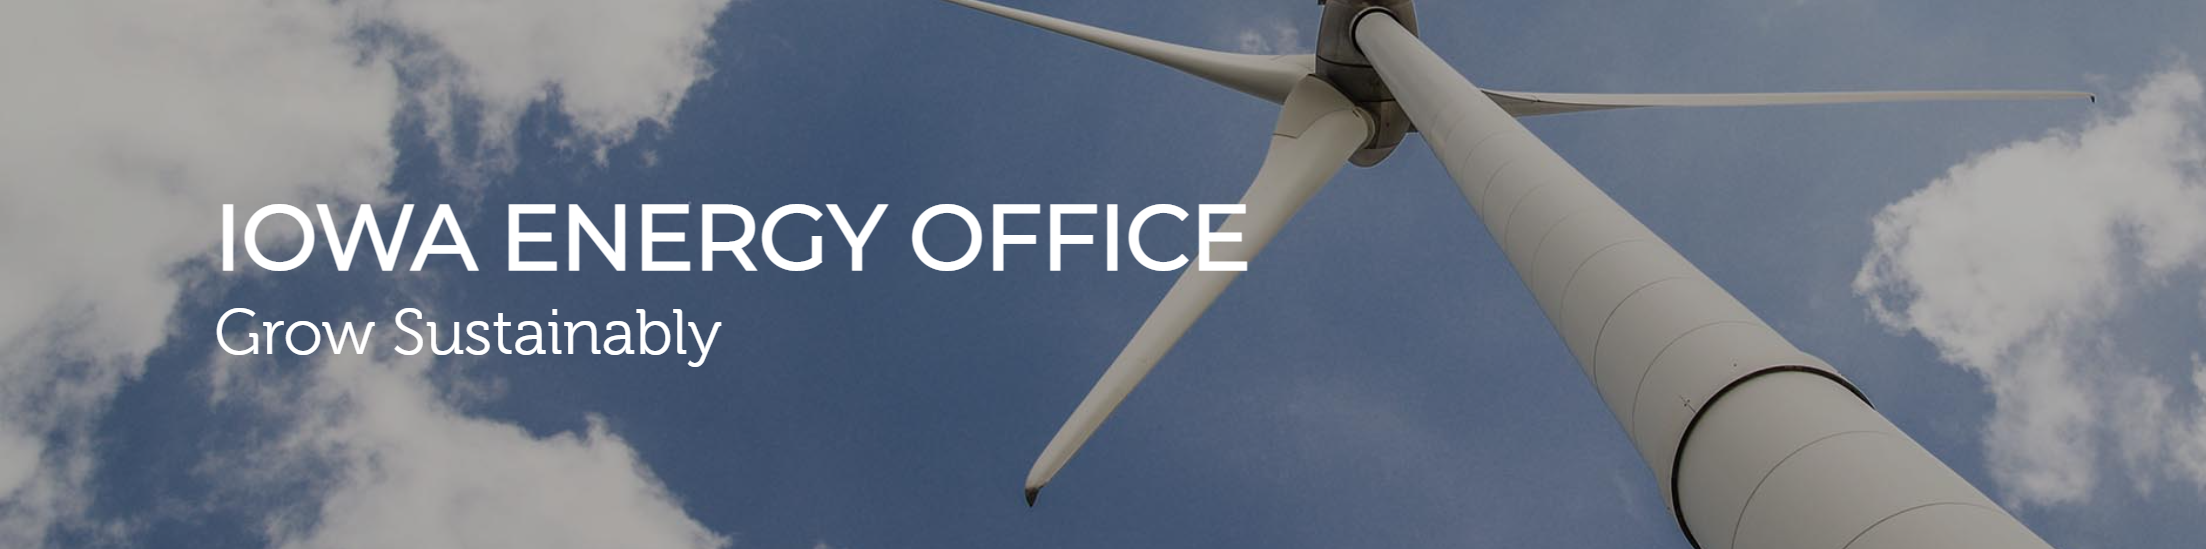 IOWA ENERGY OFFICE
Grow Sustainably